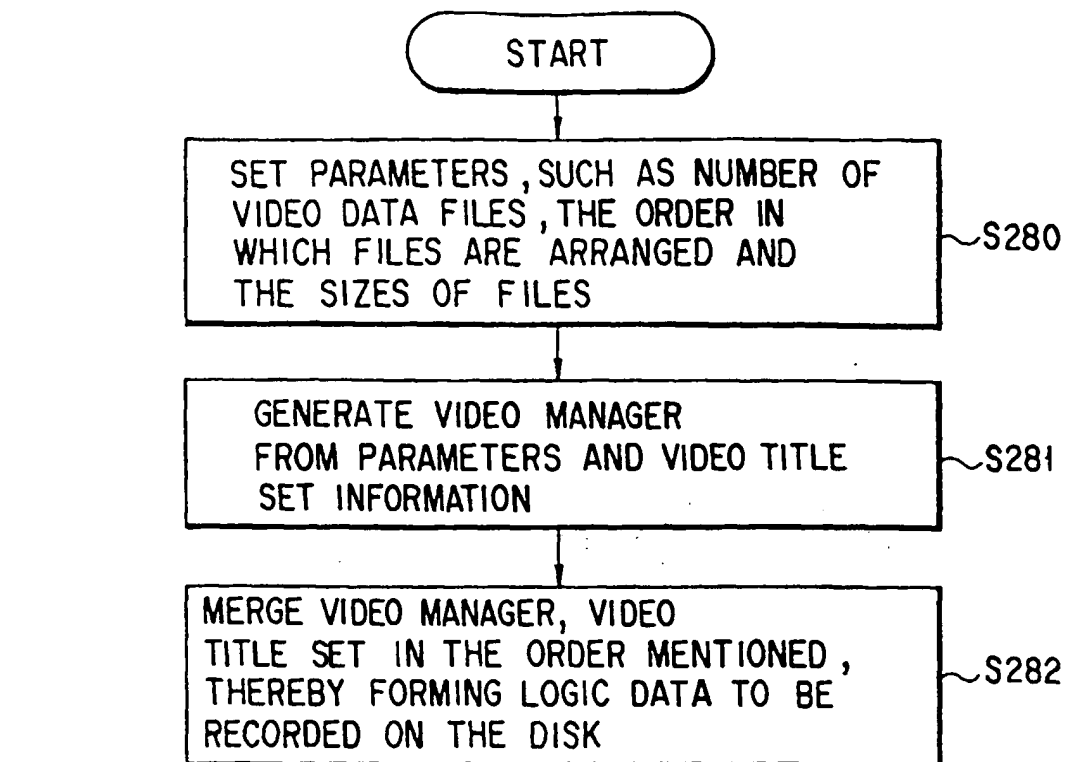 START
SET PARAMETERS, SUCH AS NUMBER OF
VIDEO DATA FILES, THE ORDER IN
WHICH FILES ARE ARRANGED AND
THE SIZES OF FILES
S280
GENERATE VIDEO MANAGER
FROM PARAMETERS AND VIDEO TITLE
SET INFORMATION
S281
MERGE VIDEO MANAGER, VIDEO
TITLE SET IN THE ORDER MENTIONED,
THEREBY FORMING LOGIC DATA TO BE
RECORDED ON THE DISK
S282